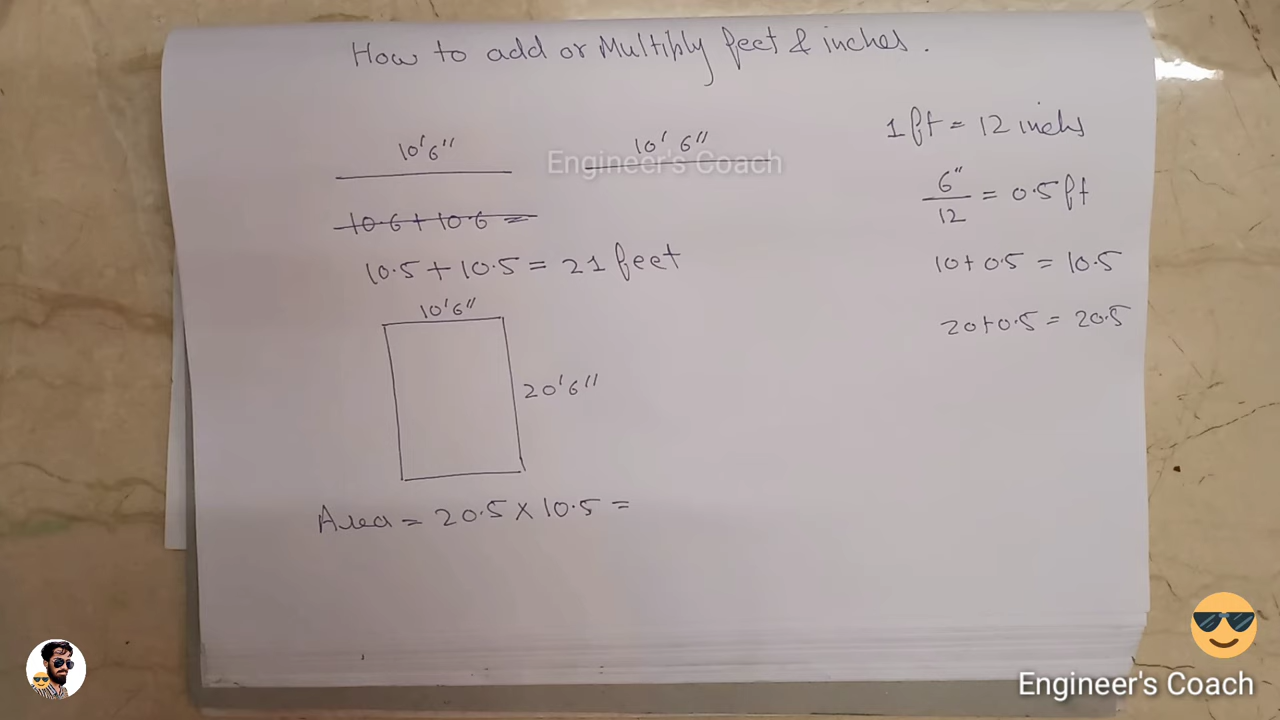 How to add or Multiply feet & inches.
10'6"
10' 6"
Engineer's Coach
10.6 + 10.6 =
10.5 + 10.5 = 21 feet
10'6"
20'6"
Area = 20.5 X 10.5 =
1 ft = 12 inchs
6"
12
= 0.5 ft
10 + 0.5 = 10.5
20 + 0.5 = 20.5
Engineer's Coach